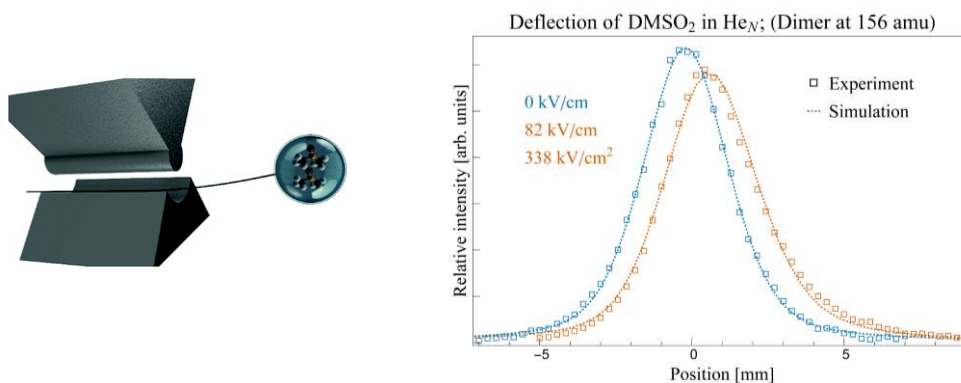 Deflection of DMSO₂ in Heₙ; (Dimer at 156 amu)
0 kV/cm
82 kV/cm
338 kV/cm²
Experiment
Simulation
Relative intensity [arb. units]
−5
0
5
Position [mm]